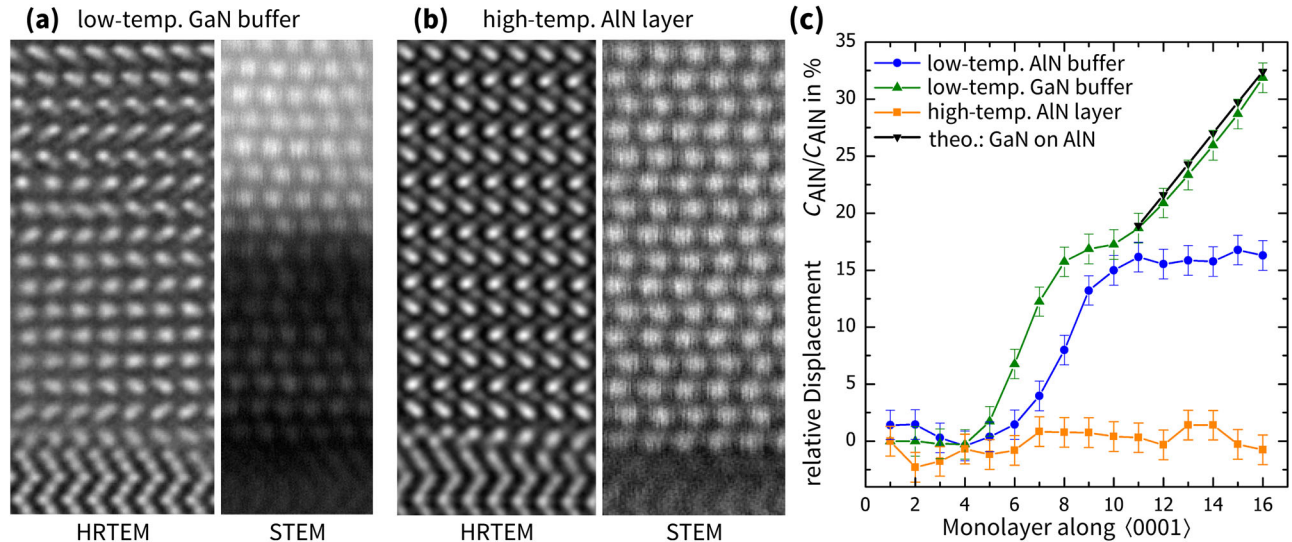 (a) low-temp. GaN buffer
HRTEM
STEM
(b) high-temp. AlN layer
HRTEM
STEM
(c)
relative Displacement C_AlN/C_AlN in %
35
30
25
20
15
10
5
0
low-temp. AlN buffer
low-temp. GaN buffer
high-temp. AlN layer
theo.: GaN on AlN
0 2 4 6 8 10 12 14 16
Monolayer along ⟨0001⟩